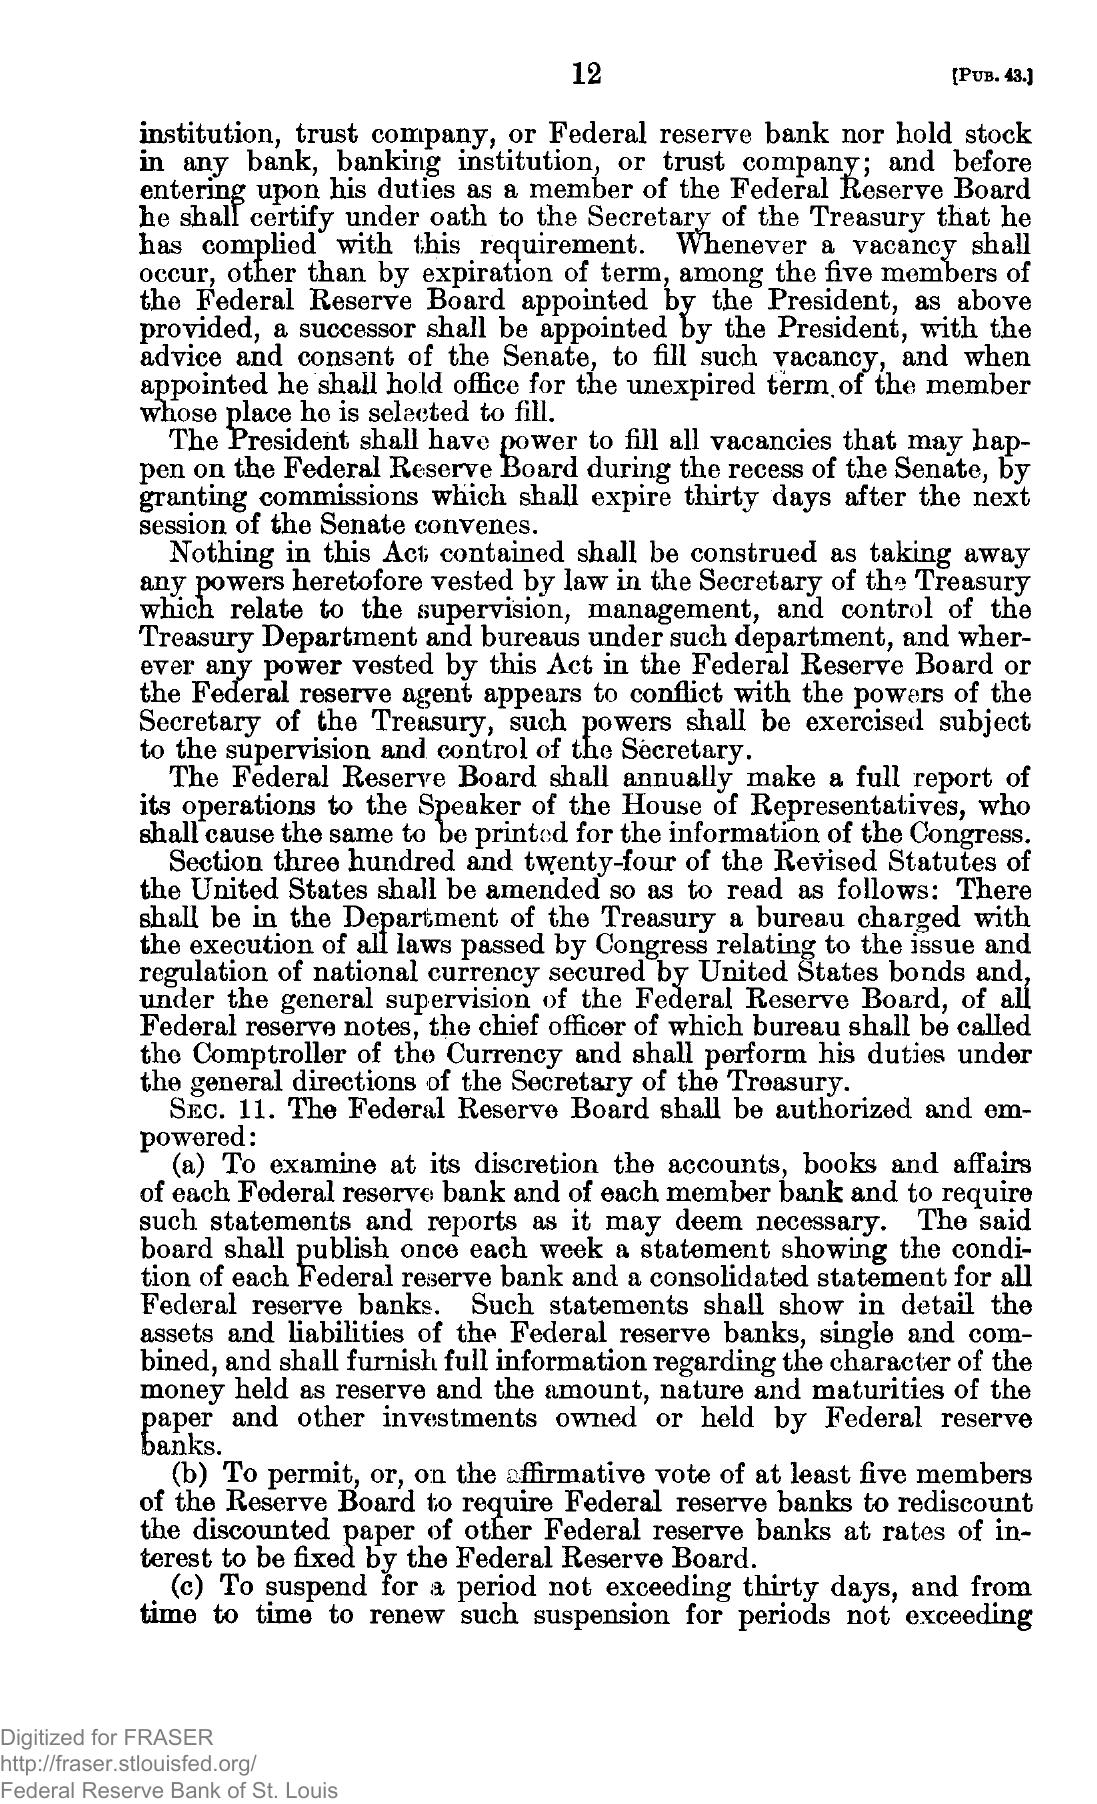 12 [PUB. 43.]
institution, trust company, or Federal reserve bank nor hold stock
in any bank, banking institution, or trust company; and before
entering upon his duties as a member of the Federal Reserve Board
he shall certify under oath to the Secretary of the Treasury that he
has complied with this requirement. Whenever a vacancy shall
occur, other than by expiration of term, among the five members of
the Federal Reserve Board appointed by the President, as above
provided, a successor shall be appointed by the President, with the
advice and consent of the Senate, to fill such vacancy, and when
appointed he shall hold office for the unexpired term of the member
whose place he is selected to fill.
The President shall have power to fill all vacancies that may hap-
pen on the Federal Reserve Board during the recess of the Senate, by
granting commissions which shall expire thirty days after the next
session of the Senate convenes.
Nothing in this Act contained shall be construed as taking away
any powers heretofore vested by law in the Secretary of the Treasury
which relate to the supervision, management, and control of the
Treasury Department and bureaus under such department, and wher-
ever any power vested by this Act in the Federal Reserve Board or
the Federal reserve agent appears to conflict with the powers of the
Secretary of the Treasury, such powers shall be exercised subject
to the supervision and control of the Secretary.
The Federal Reserve Board shall annually make a full report of
its operations to the Speaker of the House of Representatives, who
shall cause the same to be printed for the information of the Congress.
Section three hundred and twenty-four of the Revised Statutes of
the United States shall be amended so as to read as follows: There
shall be in the Department of the Treasury a bureau charged with
the execution of all laws passed by Congress relating to the issue and
regulation of national currency secured by United States bonds and,
under the general supervision of the Federal Reserve Board, of all
Federal reserve notes, the chief officer of which bureau shall be called
the Comptroller of the Currency and shall perform his duties under
the general directions of the Secretary of the Treasury.
SEC. 11. The Federal Reserve Board shall be authorized and em-
powered:
(a) To examine at its discretion the accounts, books and affairs
of each Federal reserve bank and of each member bank and to require
such statements and reports as it may deem necessary. The said
board shall publish once each week a statement showing the condi-
tion of each Federal reserve bank and a consolidated statement for all
Federal reserve banks. Such statements shall show in detail the
assets and liabilities of the Federal reserve banks, single and com-
bined, and shall furnish full information regarding the character of the
money held as reserve and the amount, nature and maturities of the
paper and other investments owned or held by Federal reserve
banks.
(b) To permit, or, on the affirmative vote of at least five members
of the Reserve Board to require Federal reserve banks to rediscount
the discounted paper of other Federal reserve banks at rates of in-
terest to be fixed by the Federal Reserve Board.
(c) To suspend for a period not exceeding thirty days, and from
time to time to renew such suspension for periods not exceeding
Digitized for FRASER
http://fraser.stlouisfed.org/
Federal Reserve Bank of St. Louis